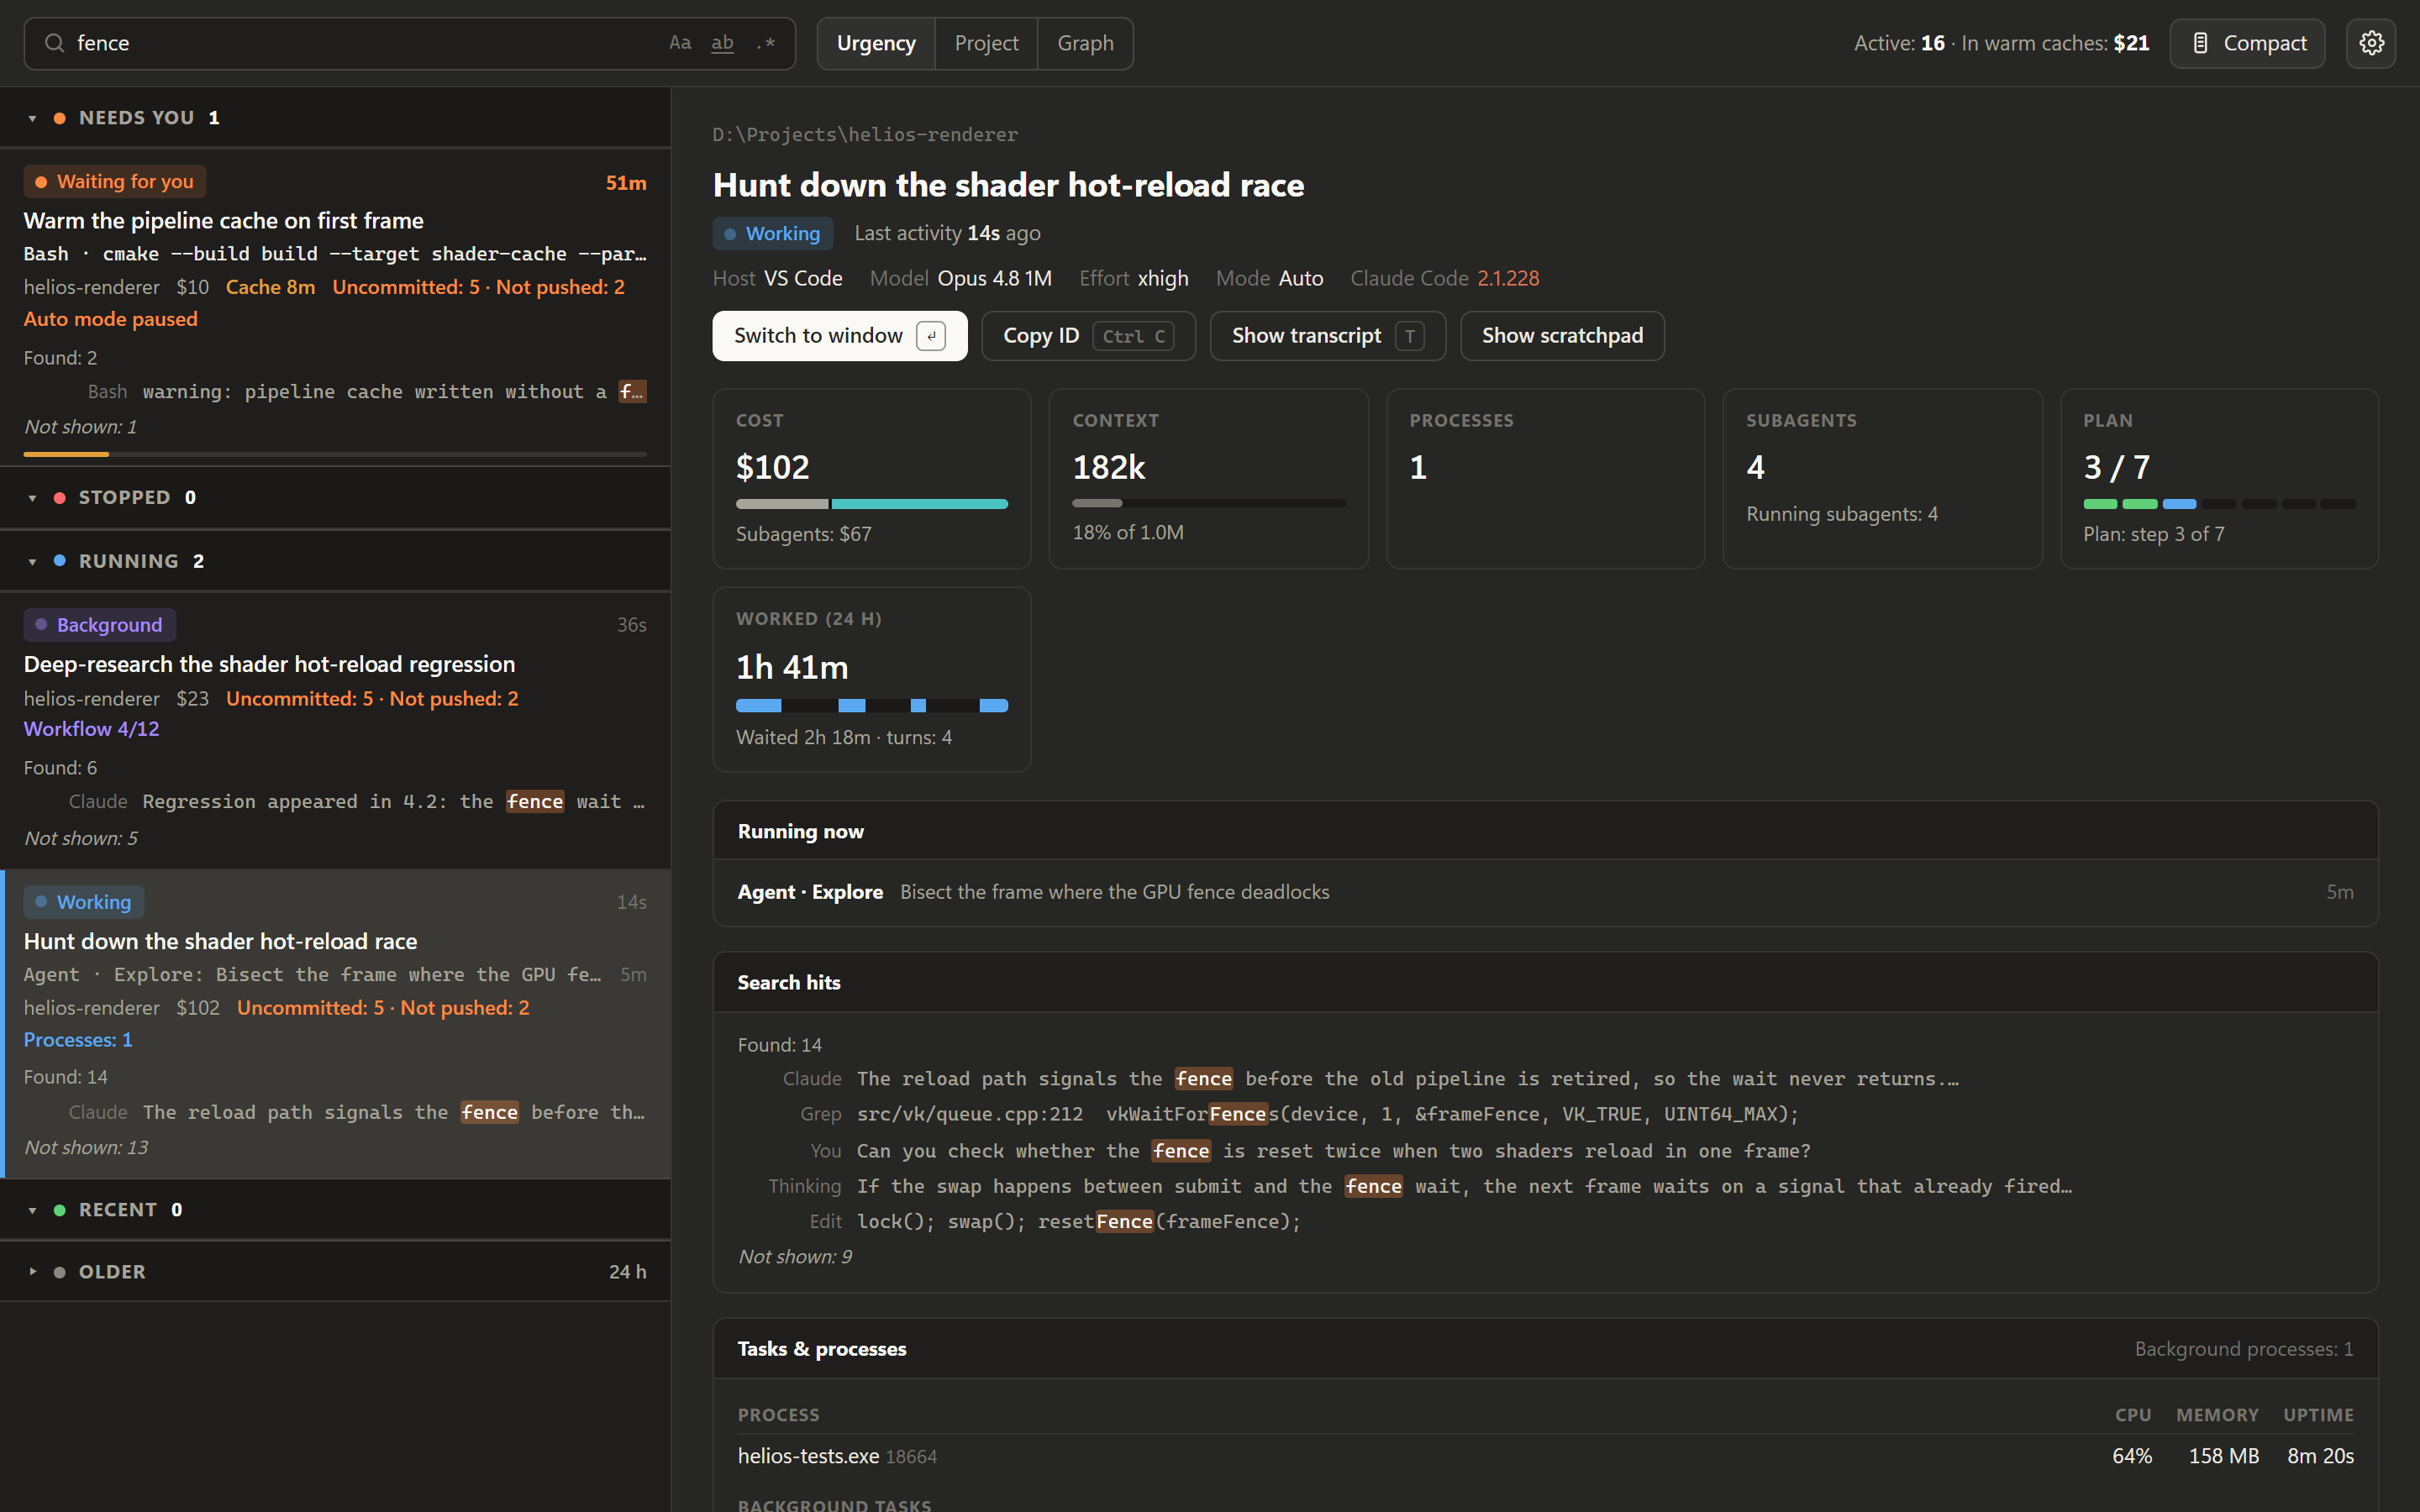 fence Aa ab .* Urgency Project Graph Active: 16 · In warm caches: $21 Compact
NEEDS YOU 1
Waiting for you 51m
Warm the pipeline cache on first frame
Bash · cmake --build build --target shader-cache --par…
helios-renderer $10 Cache 8m Uncommitted: 5 · Not pushed: 2
Auto mode paused
Found: 2
Bash warning: pipeline cache written without a f…
Not shown: 1
STOPPED 0
RUNNING 2
Background 36s
Deep-research the shader hot-reload regression
helios-renderer $23 Uncommitted: 5 · Not pushed: 2
Workflow 4/12
Found: 6
Claude Regression appeared in 4.2: the fence wait …
Not shown: 5
Working 14s
Hunt down the shader hot-reload race
Agent · Explore: Bisect the frame where the GPU fe… 5m
helios-renderer $102 Uncommitted: 5 · Not pushed: 2
Processes: 1
Found: 14
Claude The reload path signals the fence before th…
Not shown: 13
RECENT 0
OLDER 24 h
D:\Projects\helios-renderer
Hunt down the shader hot-reload race
Working Last activity 14s ago
Host VS Code Model Opus 4.8 1M Effort xhigh Mode Auto Claude Code 2.1.228
Switch to window ↵ Copy ID Ctrl C Show transcript T Show scratchpad
COST
$102
Subagents: $67
CONTEXT
182k
18% of 1.0M
PROCESSES
1
SUBAGENTS
4
Running subagents: 4
PLAN
3 / 7
Plan: step 3 of 7
WORKED (24 H)
1h 41m
Waited 2h 18m · turns: 4
Running now
Agent · Explore Bisect the frame where the GPU fence deadlocks 5m
Search hits
Found: 14
Claude The reload path signals the fence before the old pipeline is retired, so the wait never returns.…
Grep src/vk/queue.cpp:212 vkWaitForFences(device, 1, &frameFence, VK_TRUE, UINT64_MAX);
You Can you check whether the fence is reset twice when two shaders reload in one frame?
Thinking If the swap happens between submit and the fence wait, the next frame waits on a signal that already fired…
Edit lock(); swap(); resetFence(frameFence);
Not shown: 9
Tasks & processes Background processes: 1
PROCESS CPU MEMORY UPTIME
helios-tests.exe 18664 64% 158 MB 8m 20s
BACKGROUND TASKS